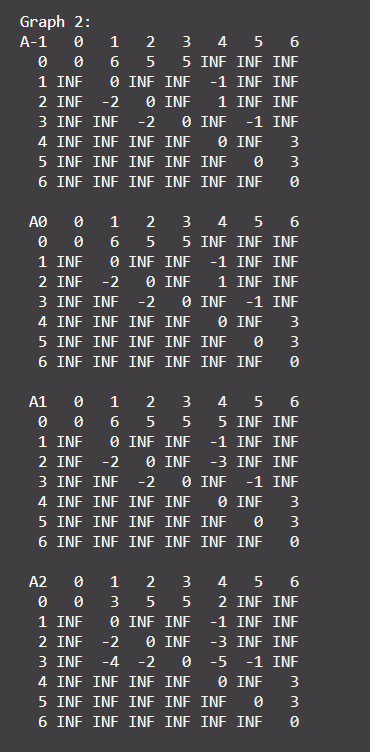 Graph 2:
A-1 0 1 2 3 4 5 6
0 0 6 5 5 INF INF INF
1 INF 0 INF INF -1 INF INF
2 INF -2 0 INF 1 INF INF
3 INF INF -2 0 INF -1 INF
4 INF INF INF INF 0 INF 3
5 INF INF INF INF INF 0 3
6 INF INF INF INF INF INF 0
A0 0 1 2 3 4 5 6
0 0 6 5 5 INF INF INF
1 INF 0 INF INF -1 INF INF
2 INF -2 0 INF 1 INF INF
3 INF INF -2 0 INF -1 INF
4 INF INF INF INF 0 INF 3
5 INF INF INF INF INF 0 3
6 INF INF INF INF INF INF 0
A1 0 1 2 3 4 5 6
0 0 6 5 5 5 INF INF
1 INF 0 INF INF -1 INF INF
2 INF -2 0 INF -3 INF INF
3 INF INF -2 0 INF -1 INF
4 INF INF INF INF 0 INF 3
5 INF INF INF INF INF 0 3
6 INF INF INF INF INF INF 0
A2 0 1 2 3 4 5 6
0 0 3 5 5 2 INF INF
1 INF 0 INF INF -1 INF INF
2 INF -2 0 INF -3 INF INF
3 INF -4 -2 0 -5 -1 INF
4 INF INF INF INF 0 INF 3
5 INF INF INF INF INF 0 3
6 INF INF INF INF INF INF 0